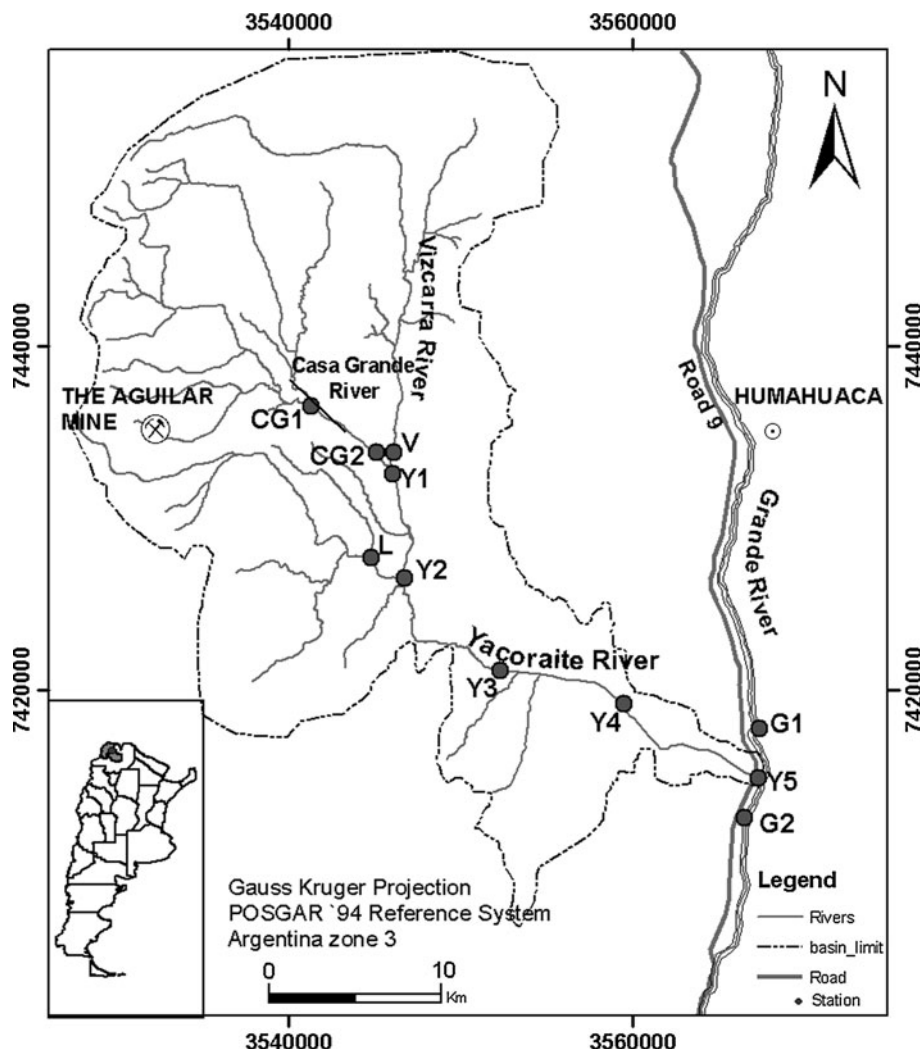 3540000
3560000
N
7440000
7440000
Vizcarra River
Casa Grande
River
Road 9
THE AGUILAR
MINE
HUMAHUACA
CG1
CG2
V
Y1
Grande River
L
Y2
Yacoraite River
7420000
7420000
Y3
Y4
G1
Y5
G2
Gauss Kruger Projection
POSGAR `94 Reference System
Argentina zone 3
0
10
Km
Legend
Rivers
basin_limit
Road
Station
3540000
3560000